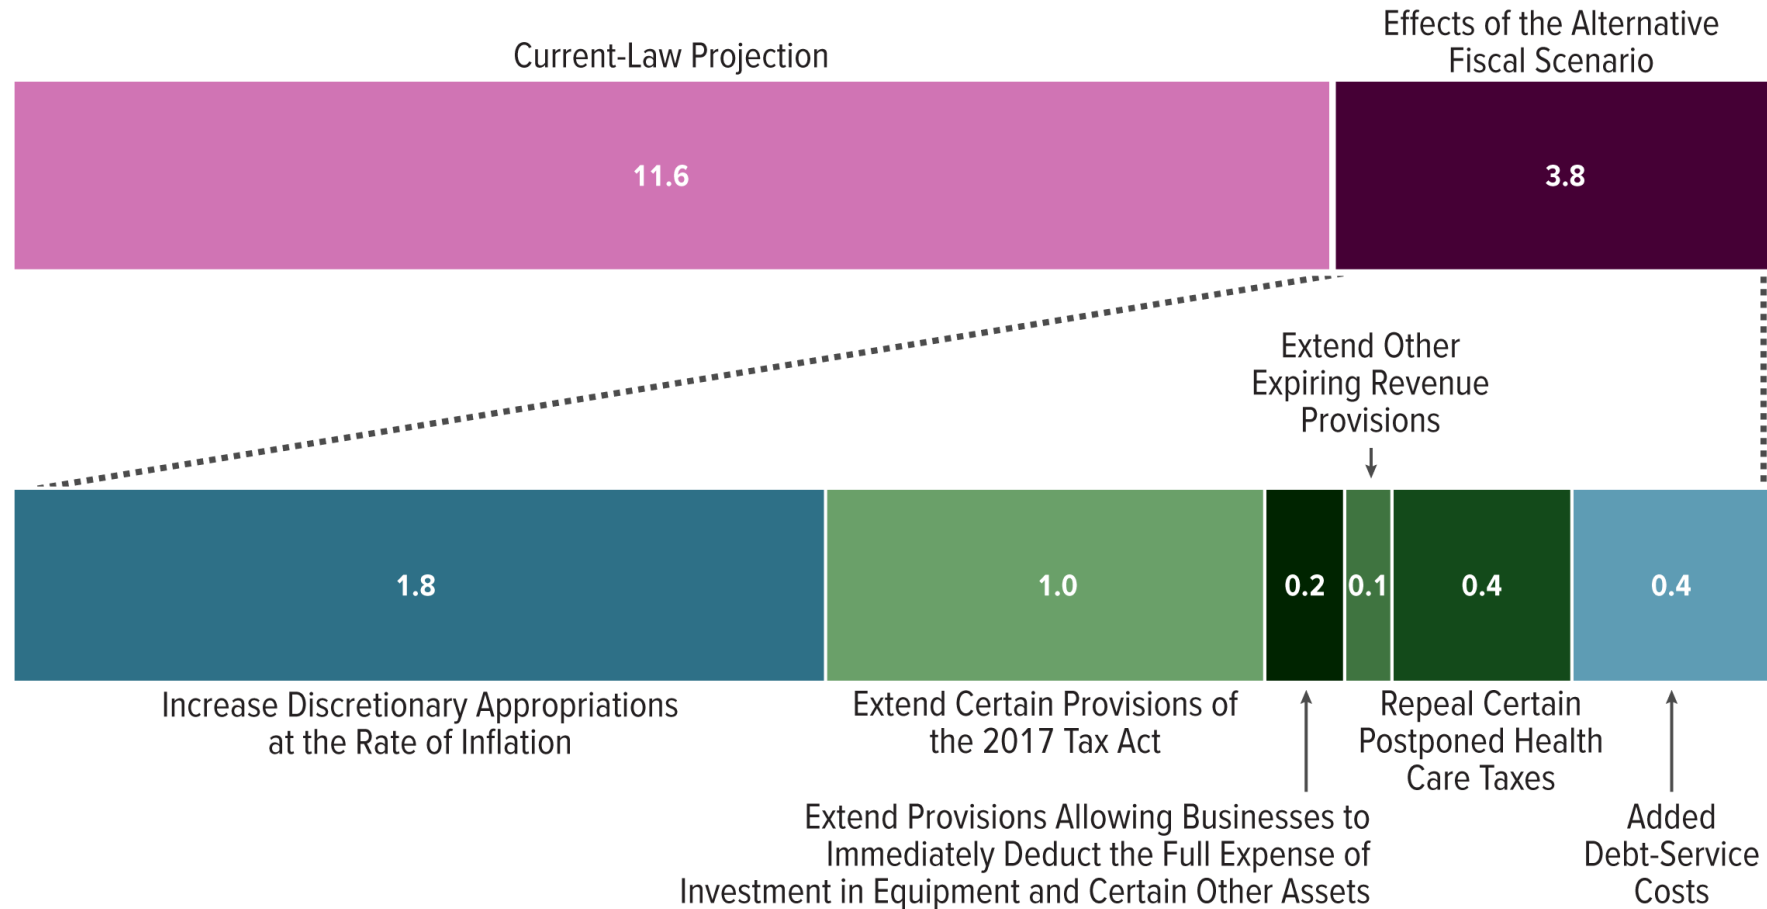 Current-Law Projection
Effects of the Alternative
Fiscal Scenario
11.6
3.8
Extend Other
Expiring Revenue
Provisions
1.8
1.0
0.2
0.1
0.4
0.4
Increase Discretionary Appropriations
at the Rate of Inflation
Extend Certain Provisions of
the 2017 Tax Act
Extend Provisions Allowing Businesses to
Immediately Deduct the Full Expense of
Investment in Equipment and Certain Other Assets
Repeal Certain
Postponed Health
Care Taxes
Added
Debt-Service
Costs